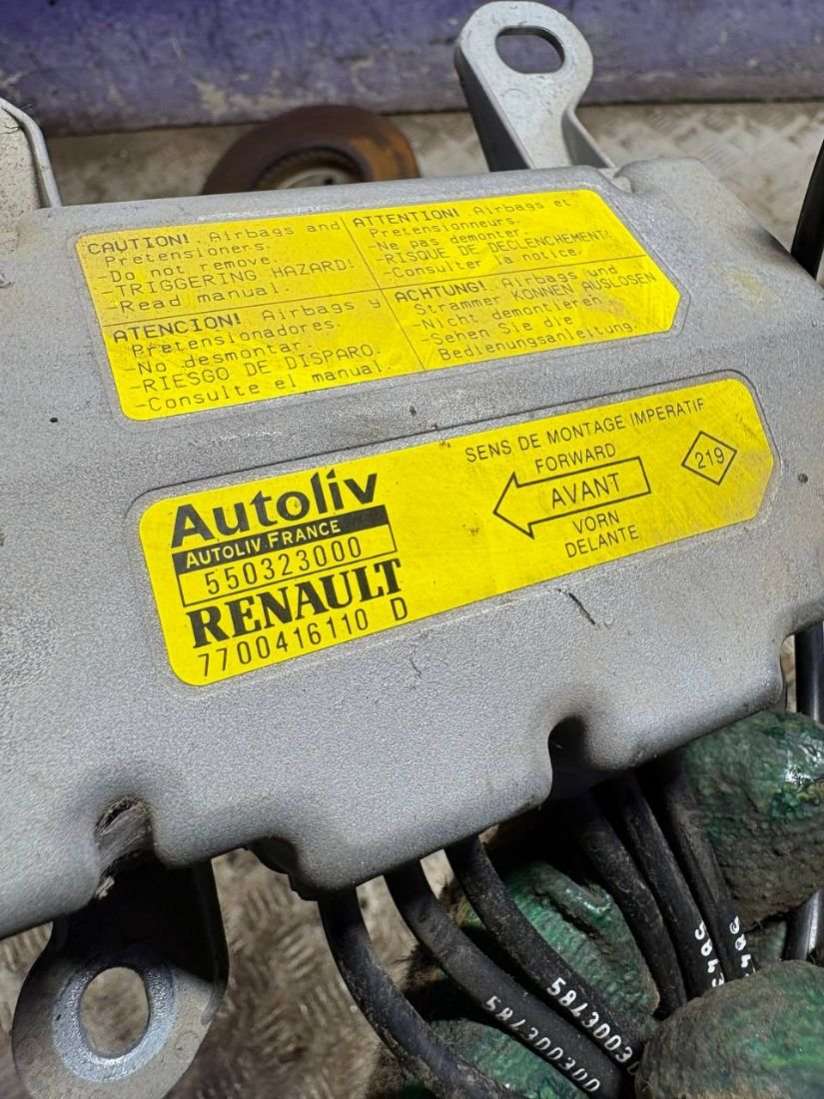 CAUTION! Airbags and
Pretensioners.
-Do not remove.
-TRIGGERING HAZARD!
-Read manual.
ATTENTION! Airbags et
Pretensionneurs.
-Ne pas demonter.
-RISQUE DE DECLENCHEMENT!
-Consulter la notice.
ATENCION! Airbags y
Pretensionadores.
-No desmontar.
-RIESGO DE DISPARO.
-Consulte el manual.
ACHTUNG! Airbags und
Strammer KONNEN AUSLOSEN
-Nicht demontieren.
-Sehen Sie die
Bedienungsanleitung.
Autoliv
AUTOLIV FRANCE
550323000
RENAULT
7700416110 D
SENS DE MONTAGE IMPERATIF
FORWARD
AVANT
VORN
DELANTE
219
584300300